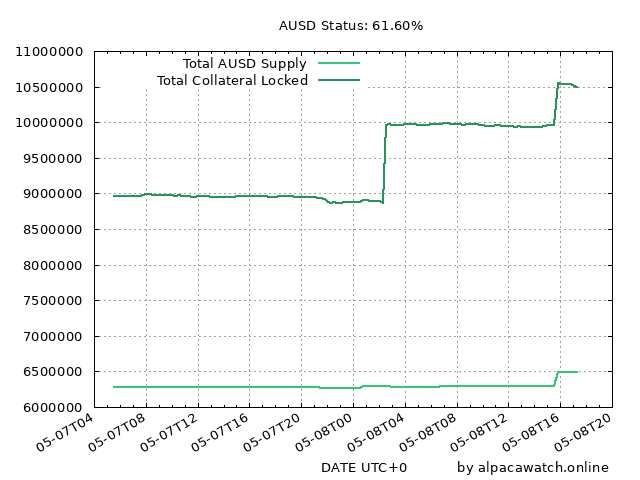 AUSD Status: 61.60%
11000000
Total AUSD Supply
Total Collateral Locked
10500000
10000000
9500000
9000000
8500000
8000000
7500000
7000000
6500000
6000000
05-07T04 05-07T08 05-07T12 05-07T16 05-07T20 05-08T00 05-08T04 05-08T08 05-08T12 05-08T16 05-08T20
DATE UTC+0 by alpacawatch.online